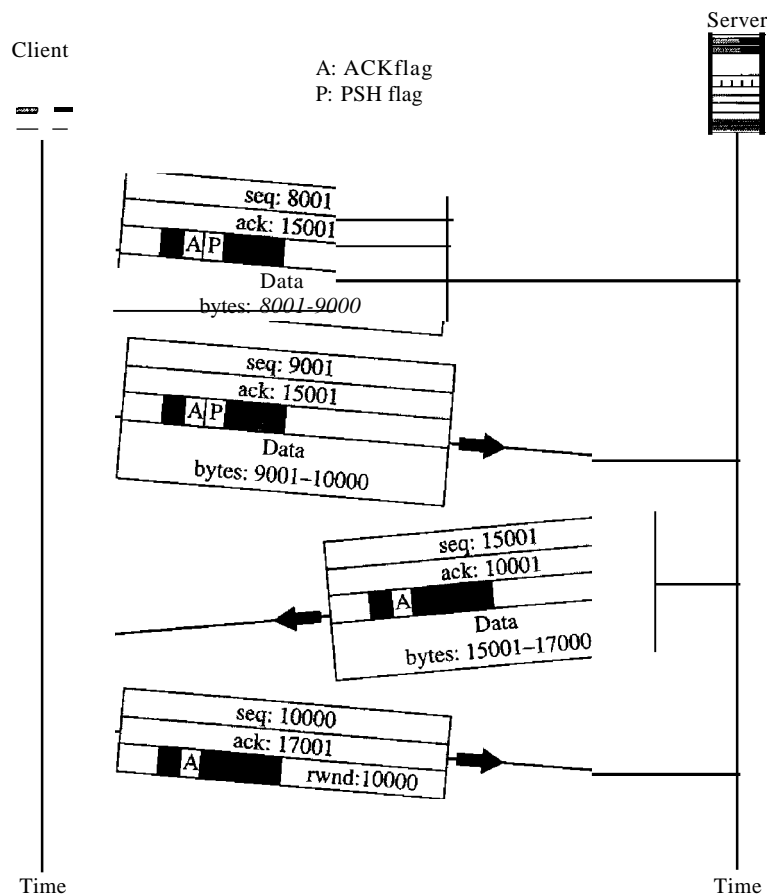 Server
Client
A: ACKflag
P: PSH flag
seq: 8001
ack: 15001
A P
Data
bytes: 8001-9000
seq: 9001
ack: 15001
A P
Data
bytes: 9001–10000
seq: 15001
ack: 10001
A
Data
bytes: 15001–17000
seq: 10000
ack: 17001
A
rwnd:10000
Time
Time